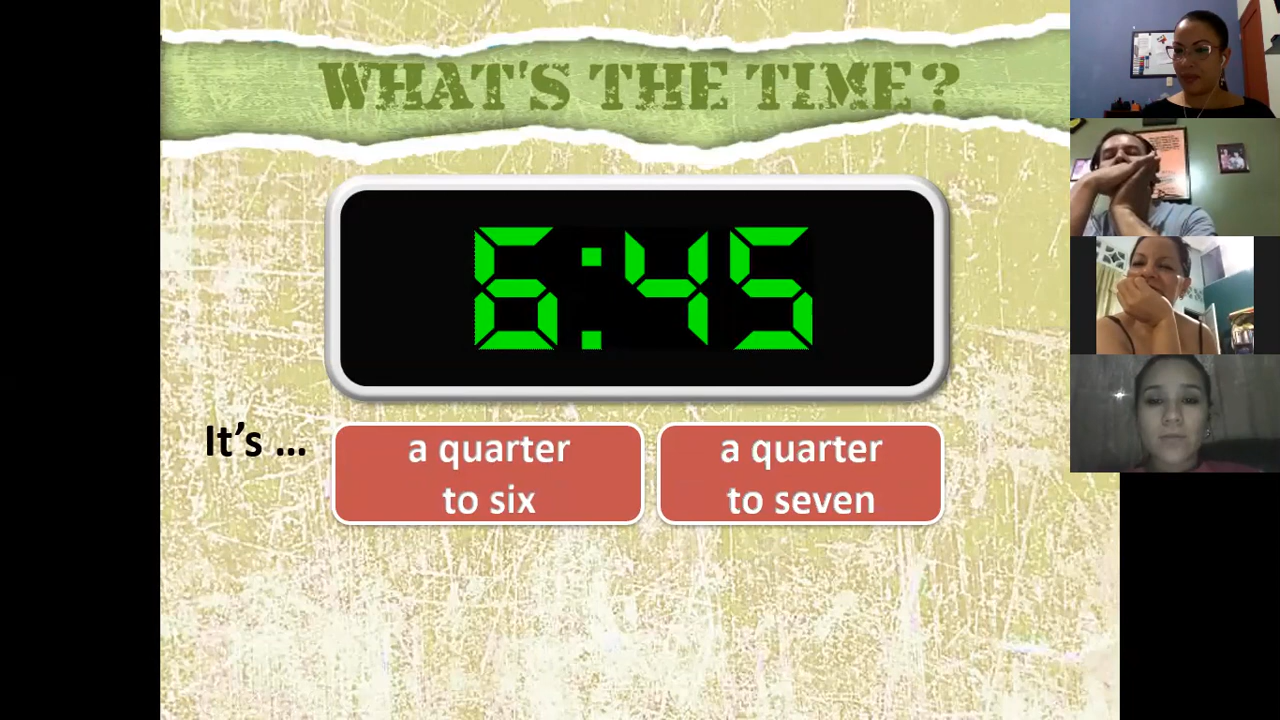 WHAT'S THE TIME?
6:45
It's ...
a quarter
to six
a quarter
to seven